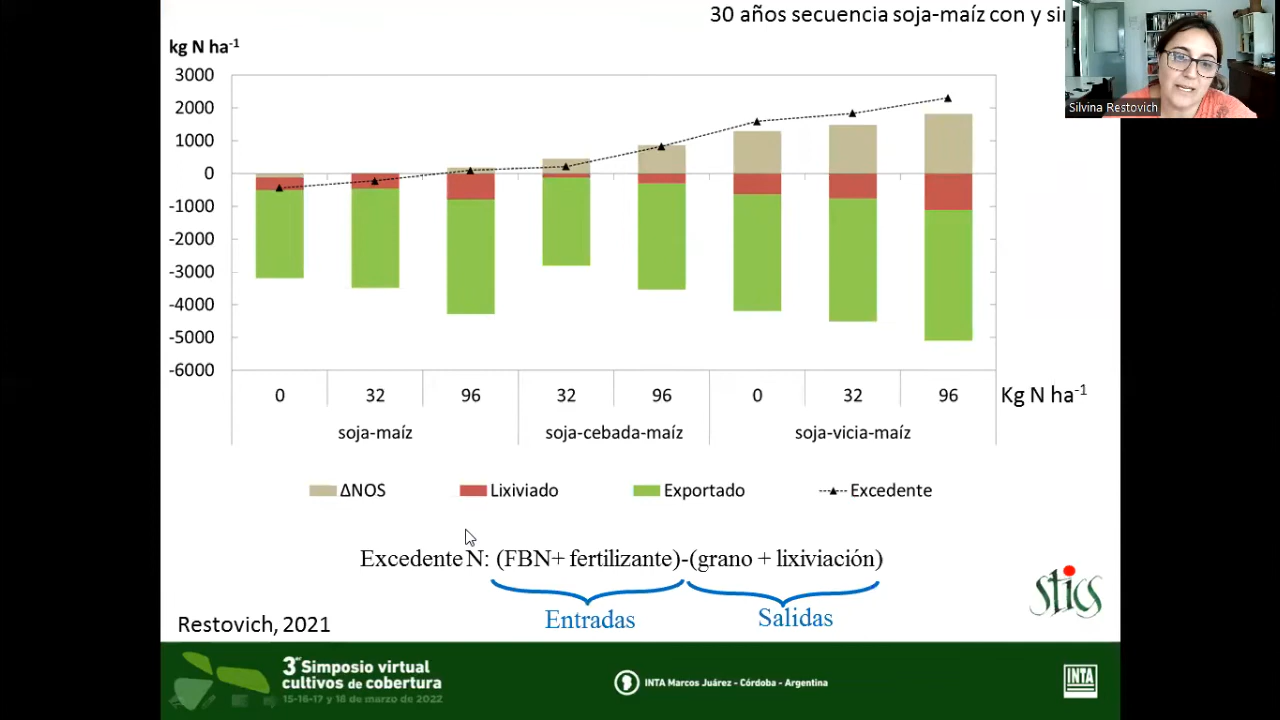 30 años secuencia soja-maíz con y sin
Silvina Restovich
kg N ha-1
3000
2000
1000
0
-1000
-2000
-3000
-4000
-5000
-6000
0 32 96 32 96 0 32 96 Kg N ha-1
soja-maíz soja-cebada-maíz soja-vicia-maíz
ΔNOS Lixiviado Exportado Excedente
Excedente N: (FBN+ fertilizante)-(grano + lixiviación)
Entradas Salidas
stics
Restovich, 2021
3er Simposio virtual
cultivos de cobertura
15-16-17 y 18 de marzo de 2022
INTA Marcos Juárez - Córdoba - Argentina
INTA